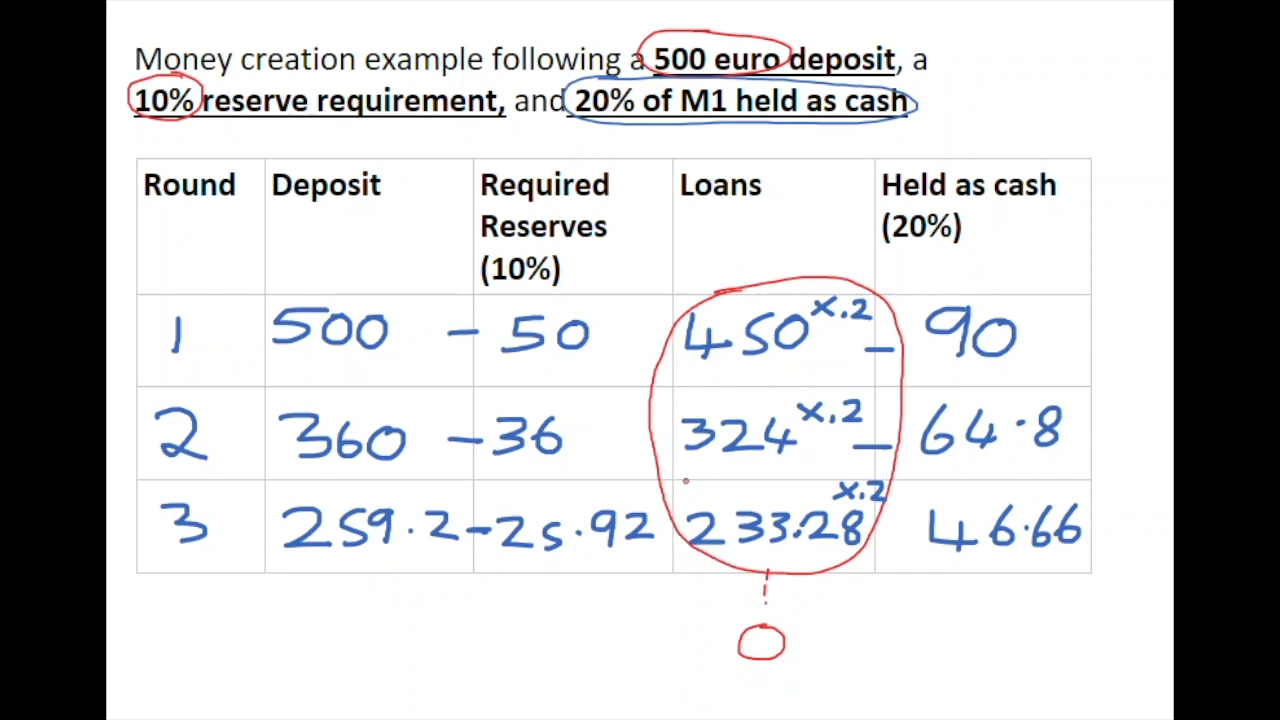 Money creation example following a 500 euro deposit, a
10% reserve requirement, and 20% of M1 held as cash
Round Deposit Required Reserves (10%) Loans Held as cash (20%)
1 500 - 50 450 x.2 - 90
2 360 - 36 324 x.2 - 64.8
3 259.2 - 25.92 233.28 x.2 46.66